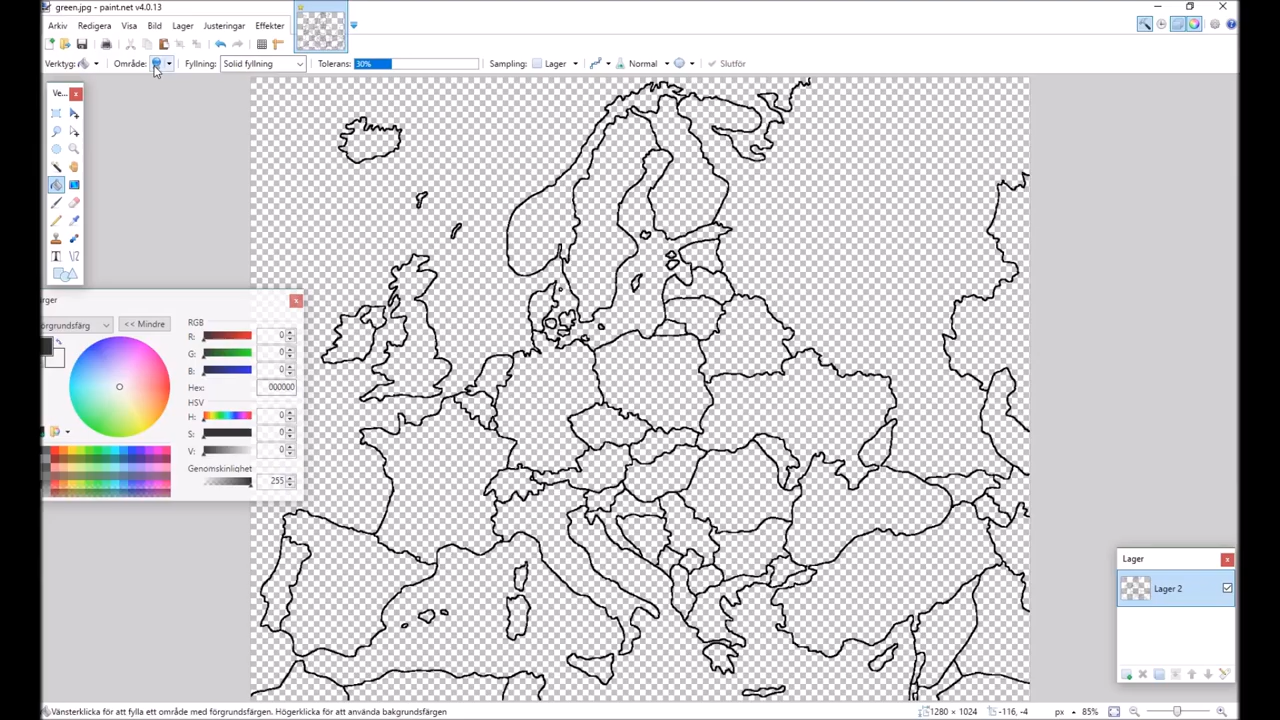 green.jpg - paint.net v4.0.13
Arkiv Redigera Visa Bild Lager Justeringar Effekter
Verktyg: Område: Fyllning: Solid fyllning Tolerans: 30% Sampling: Lager Normal Slutför
Ve...
rger
örgrundsfärg << Mindre
RGB
R: 0
G: 0
B: 0
Hex: 000000
HSV
H: 0
S: 0
V: 0
Genomskinlighet
255
Lager
Lager 2
Vänsterklicka för att fylla ett område med förgrundsfärgen. Högerklicka för att använda bakgrundsfärgen 1280 × 1024 -116, -4 px 85%